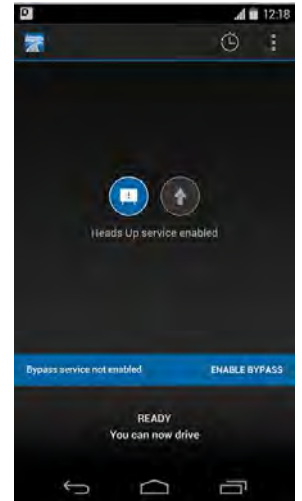 12:18
Heads Up service enabled
Bypass service not enabled ENABLE BYPASS
READY
You can now drive